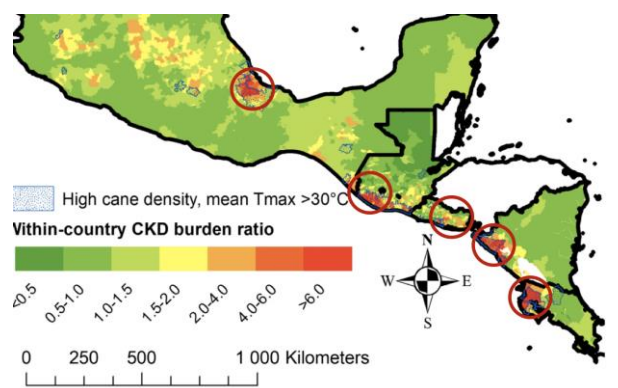 High cane density, mean Tmax >30°C
Within-country CKD burden ratio
<0.5 0.5-1.0 1.0-1.5 1.5-2.0 2.0-4.0 4.0-6.0 >6.0
N
W E
S
0 250 500 1 000 Kilometers